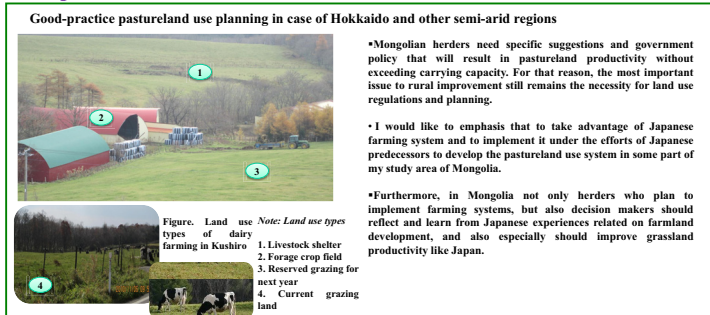 Good-practice pastureland use planning in case of Hokkaido and other semi-arid regions
1
2
3
4
Figure. Land use
types of dairy
farming in Kushiro
Note: Land use types
1. Livestock shelter
2. Forage crop field
3. Reserved grazing for
next year
4. Current grazing
land
▪Mongolian herders need specific suggestions and government
policy that will result in pastureland productivity without
exceeding carrying capacity. For that reason, the most important
issue to rural improvement still remains the necessity for land use
regulations and planning.
• I would like to emphasis that to take advantage of Japanese
farming system and to implement it under the efforts of Japanese
predecessors to develop the pastureland use system in some part of
my study area of Mongolia.
▪Furthermore, in Mongolia not only herders who plan to
implement farming systems, but also decision makers should
reflect and learn from Japanese experiences related on farmland
development, and also especially should improve grassland
productivity like Japan.